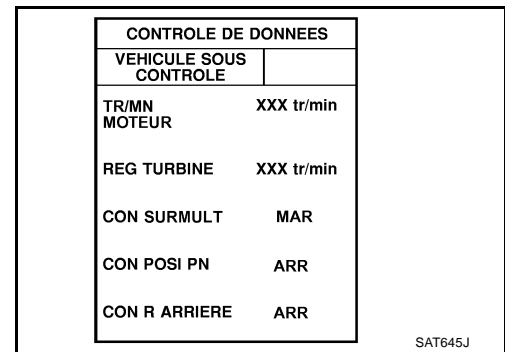 CONTROLE DE DONNEES
VEHICULE SOUS
CONTROLE
TR/MN XXX tr/min
MOTEUR
REG TURBINE XXX tr/min
CON SURMULT MAR
CON POSI PN ARR
CON R ARRIERE ARR
SAT645J